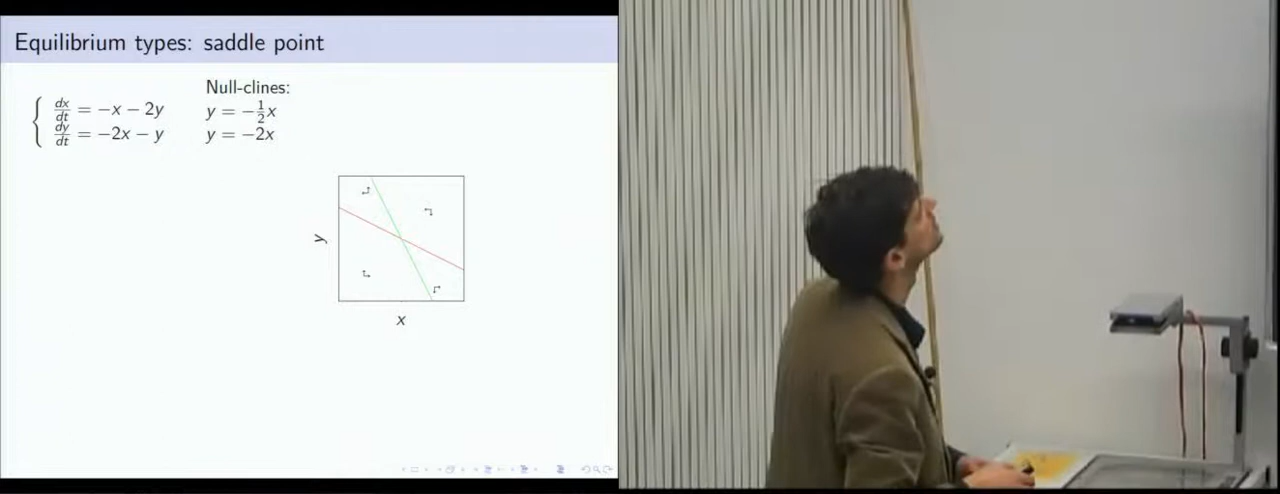 Equilibrium types: saddle point
Null-clines:
dx/dt = −x − 2y y = −1/2x
dy/dt = −2x − y y = −2x
y
x